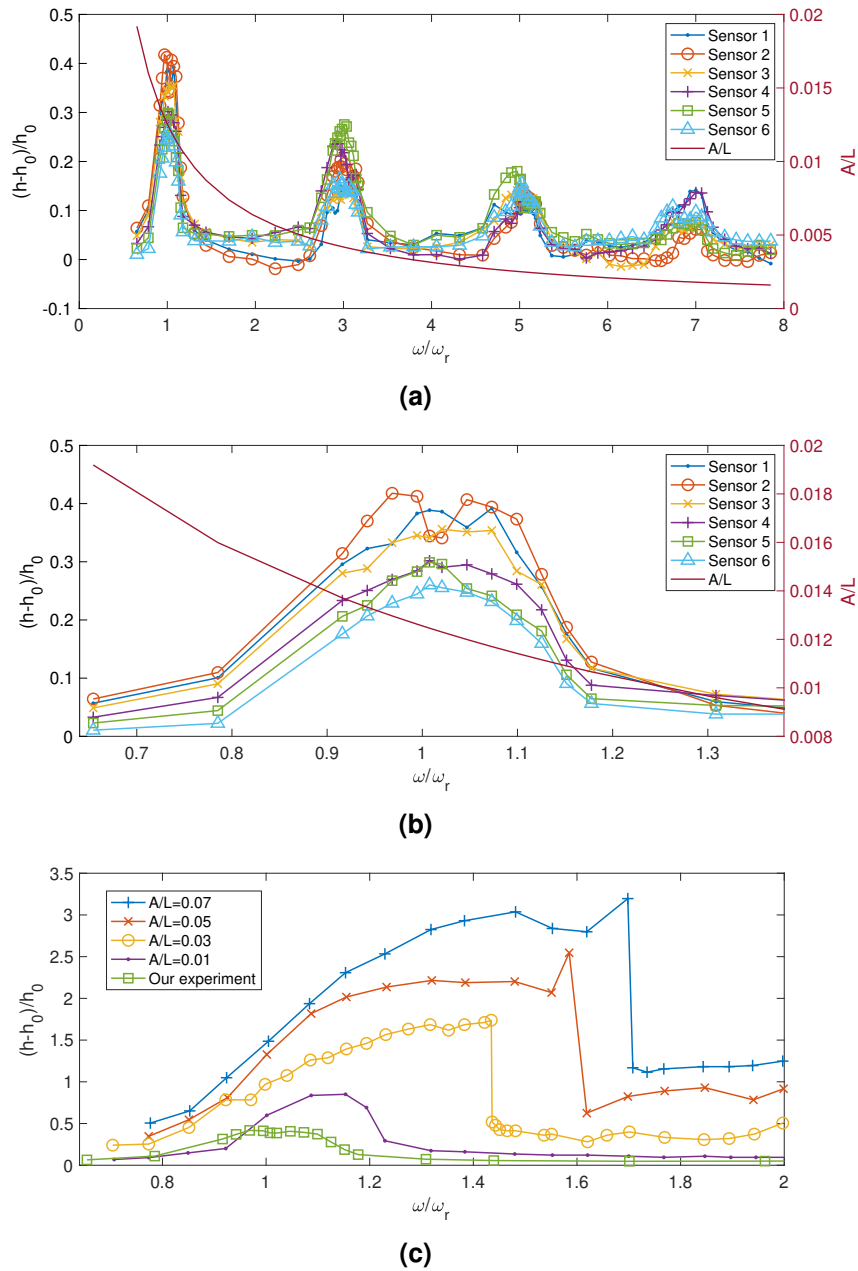 0.5
0.4
0.3
0.2
0.1
0
-0.1
(h-h0)/h0
0 1 2 3 4 5 6 7 8
ω/ωr
0.02
0.015
0.01
0.005
0
A/L
Sensor 1
Sensor 2
Sensor 3
Sensor 4
Sensor 5
Sensor 6
A/L
(a)
0.5
0.4
0.3
0.2
0.1
0
(h-h0)/h0
0.7 0.8 0.9 1 1.1 1.2 1.3
ω/ωr
0.02
0.018
0.016
0.014
0.012
0.01
0.008
A/L
Sensor 1
Sensor 2
Sensor 3
Sensor 4
Sensor 5
Sensor 6
A/L
(b)
3.5
3
2.5
2
1.5
1
0.5
0
(h-h0)/h0
0.8 1 1.2 1.4 1.6 1.8 2
ω/ωr
A/L=0.07
A/L=0.05
A/L=0.03
A/L=0.01
Our experiment
(c)